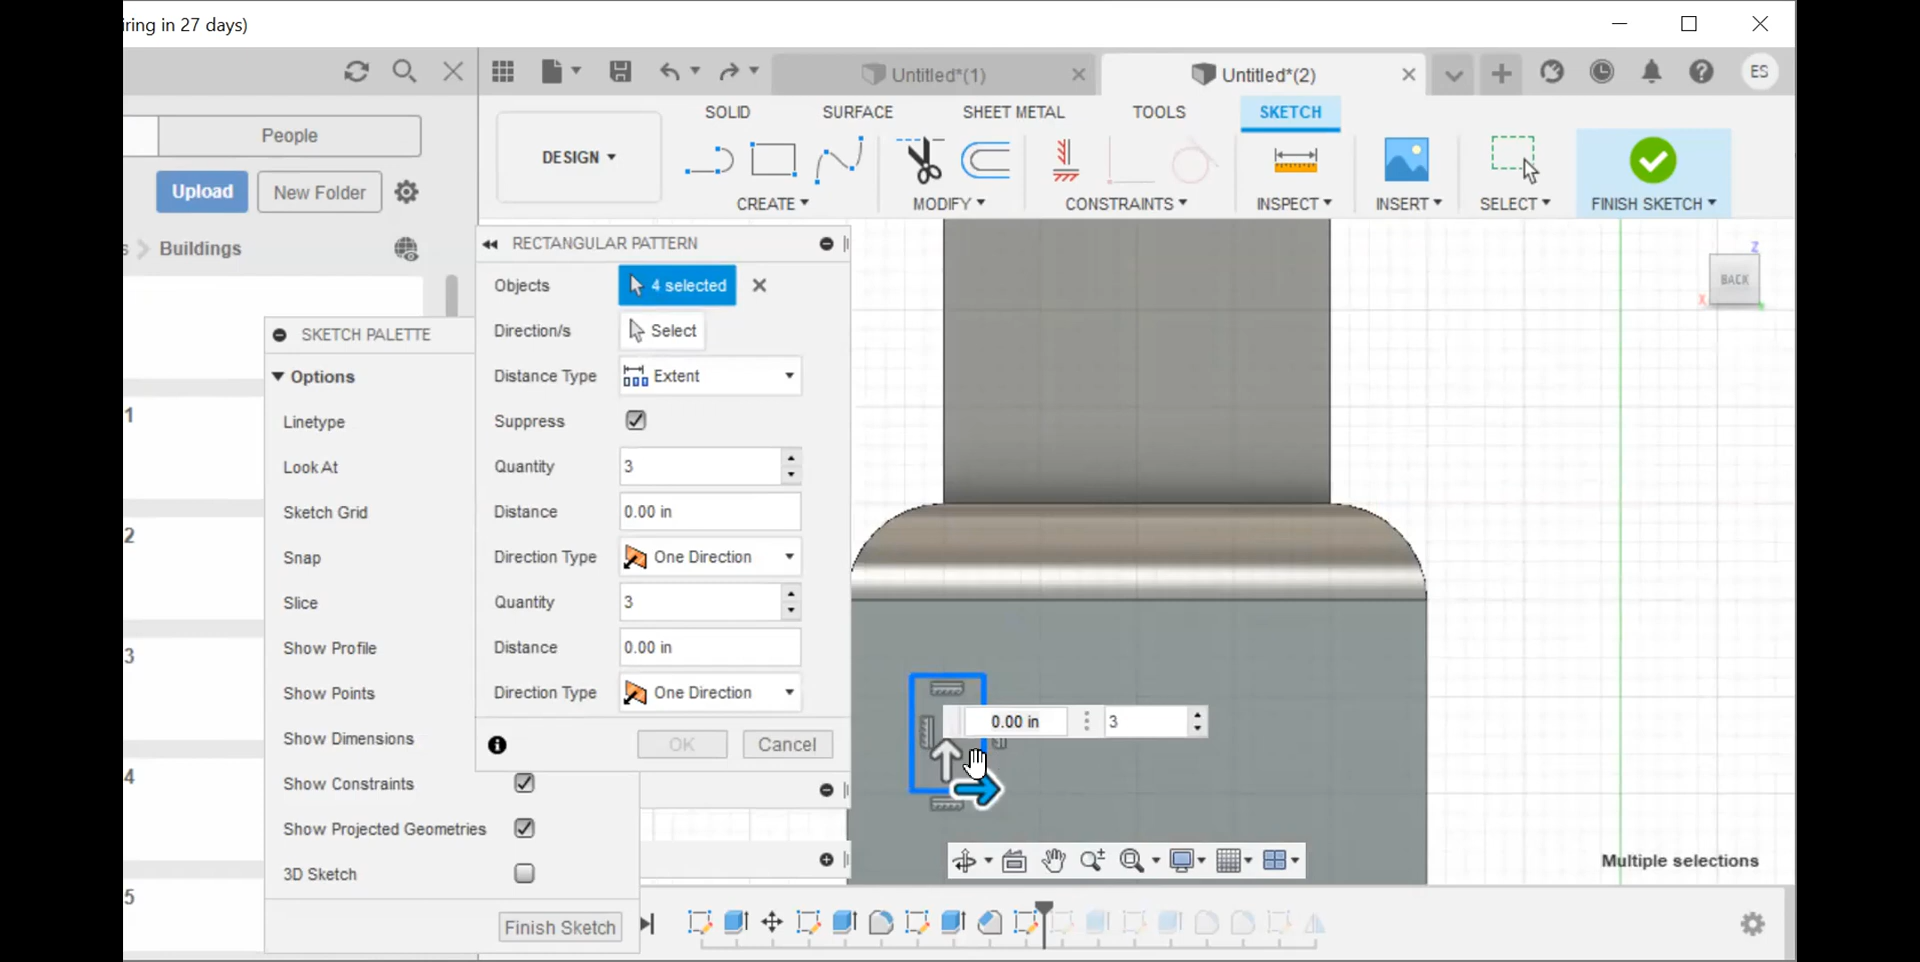 iring in 27 days)
Untitled*(1)
Untitled*(2)
ES
SOLID
SURFACE
SHEET METAL
TOOLS
SKETCH
People
DESIGN
Upload
New Folder
CREATE
MODIFY
CONSTRAINTS
INSPECT
INSERT
SELECT
FINISH SKETCH
s > Buildings
RECTANGULAR PATTERN
Objects 4 selected
Direction/s Select
Distance Type Extent
Suppress
Quantity 3
Distance 0.00 in
Direction Type One Direction
Quantity 3
Distance 0.00 in
Direction Type One Direction
OK Cancel
SKETCH PALETTE
Options
Linetype
Look At
Sketch Grid
Snap
Slice
Show Profile
Show Points
Show Dimensions
Show Constraints
Show Projected Geometries
3D Sketch
Finish Sketch
1
2
3
4
5
Z
BACK
X
0.00 in 3
Multiple selections